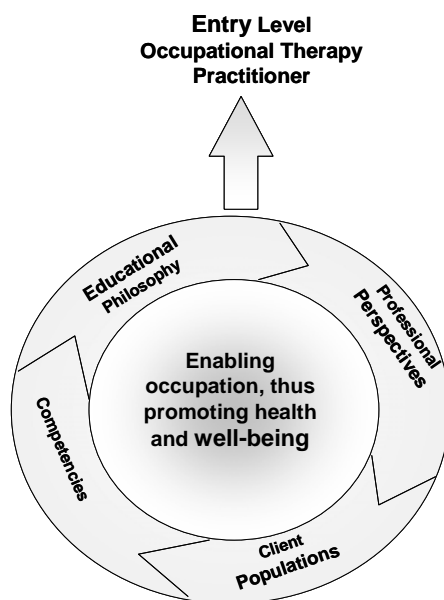 Entry Level
Occupational Therapy
Practitioner
Educational
Philosophy
Professional
Perspectives
Enabling
occupation, thus
promoting health
and well-being
Competencies
Client
Populations